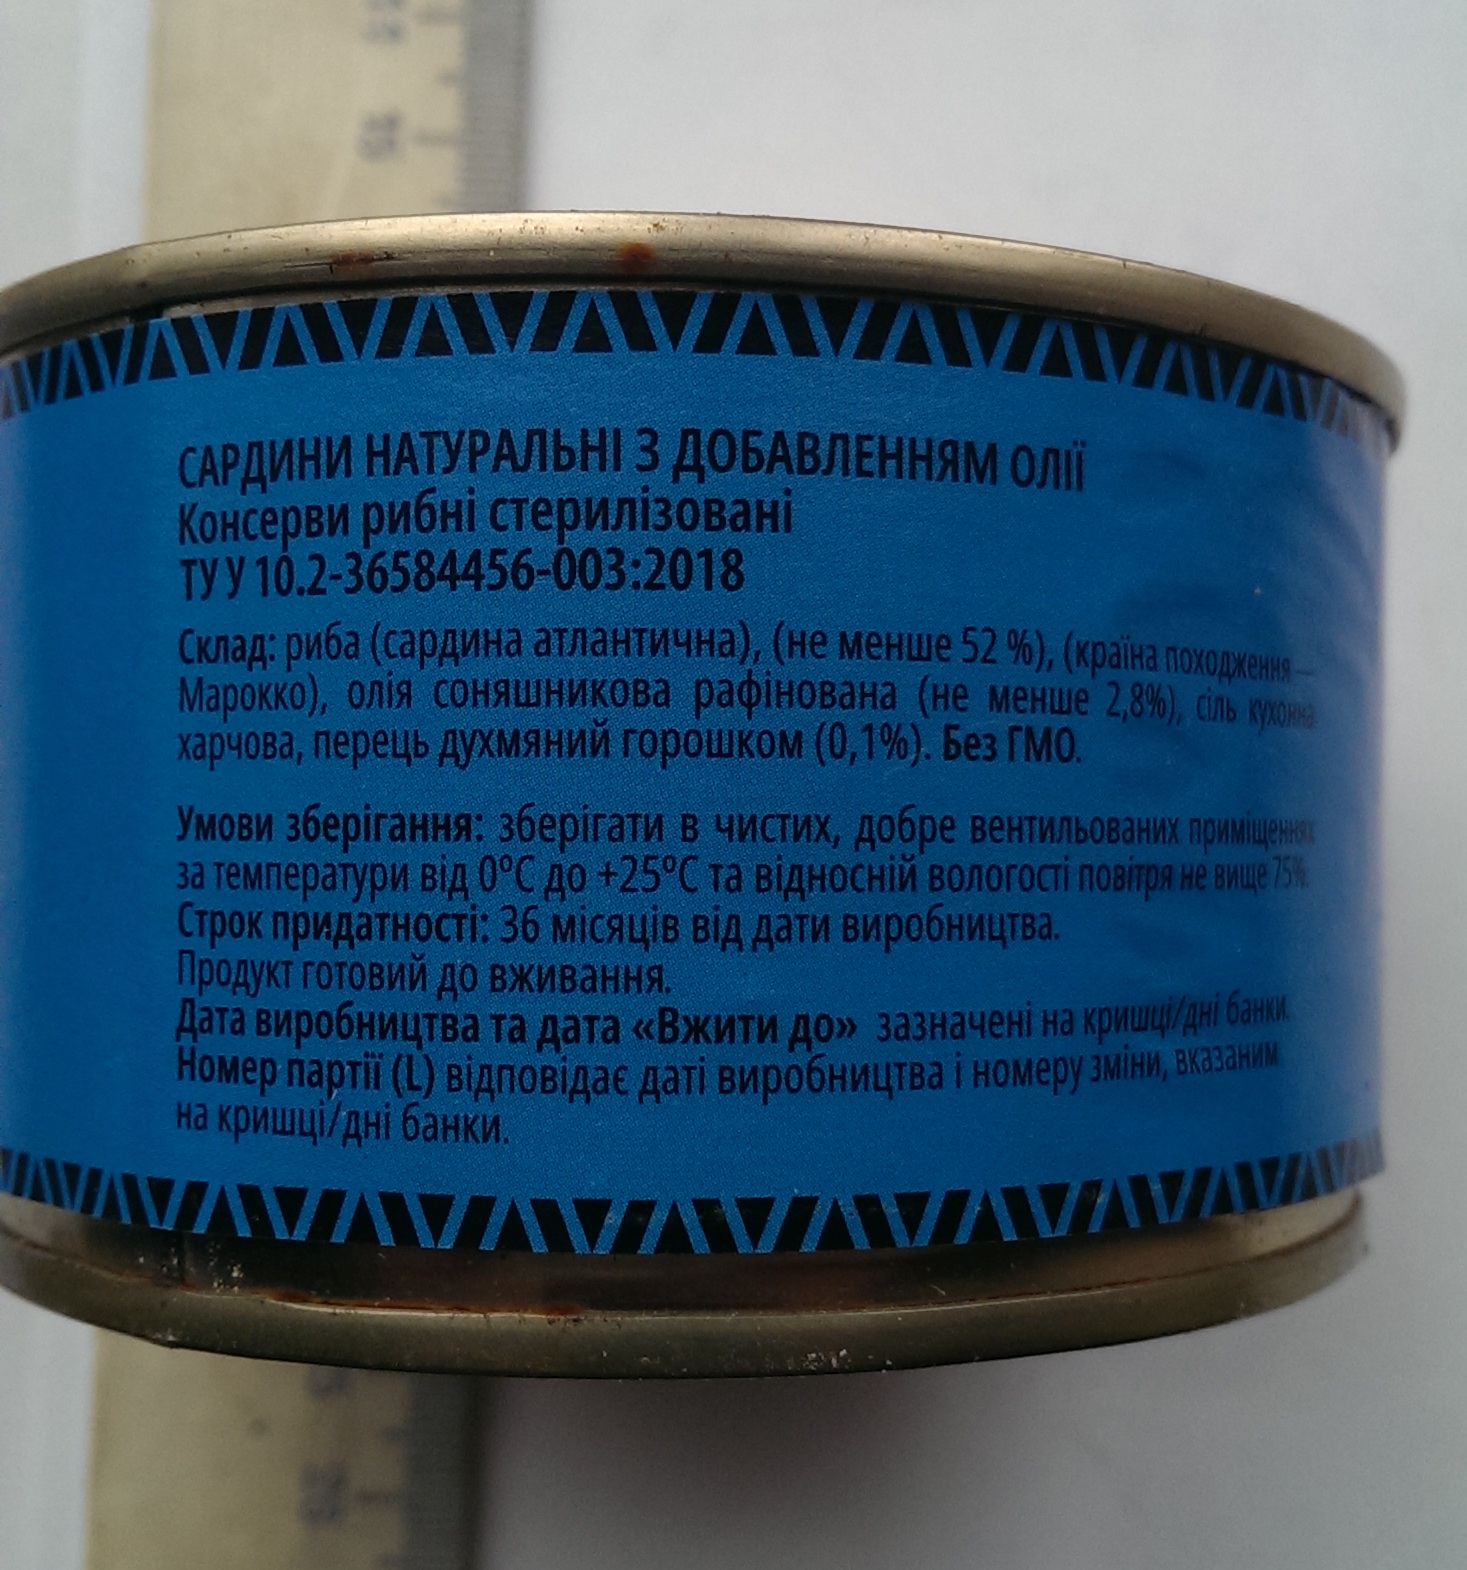 САРДИНИ НАТУРАЛЬНІ З ДОБАВЛЕННЯМ ОЛІЇ
Консерви рибні стерилізовані
ТУ У 10.2-36584456-003:2018
Склад: риба (сардина атлантична), (не менше 52 %), (країна походження —
Марокко), олія соняшникова рафінована (не менше 2,8%), сіль кухонна
харчова, перець духмяний горошком (0,1%). Без ГМО.
Умови зберігання: зберігати в чистих, добре вентильованих приміщеннях
за температури від 0°С до +25°С та відносній вологості повітря не вище 75%.
Строк придатності: 36 місяців від дати виробництва.
Продукт готовий до вживання.
Дата виробництва та дата «Вжити до» зазначені на кришці/дні банки.
Номер партії (L) відповідає даті виробництва і номеру зміни, вказаним
на кришці/дні банки.